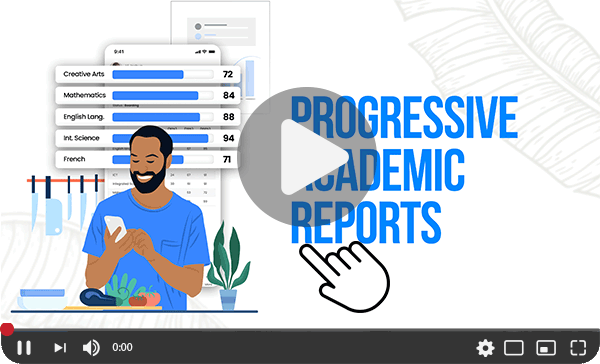 9:41
Creative Arts 72
Mathematics 84
English Lang. 88
Int. Science 94
French 71
PROGRESSIVE
ACADEMIC
REPORTS
0:00